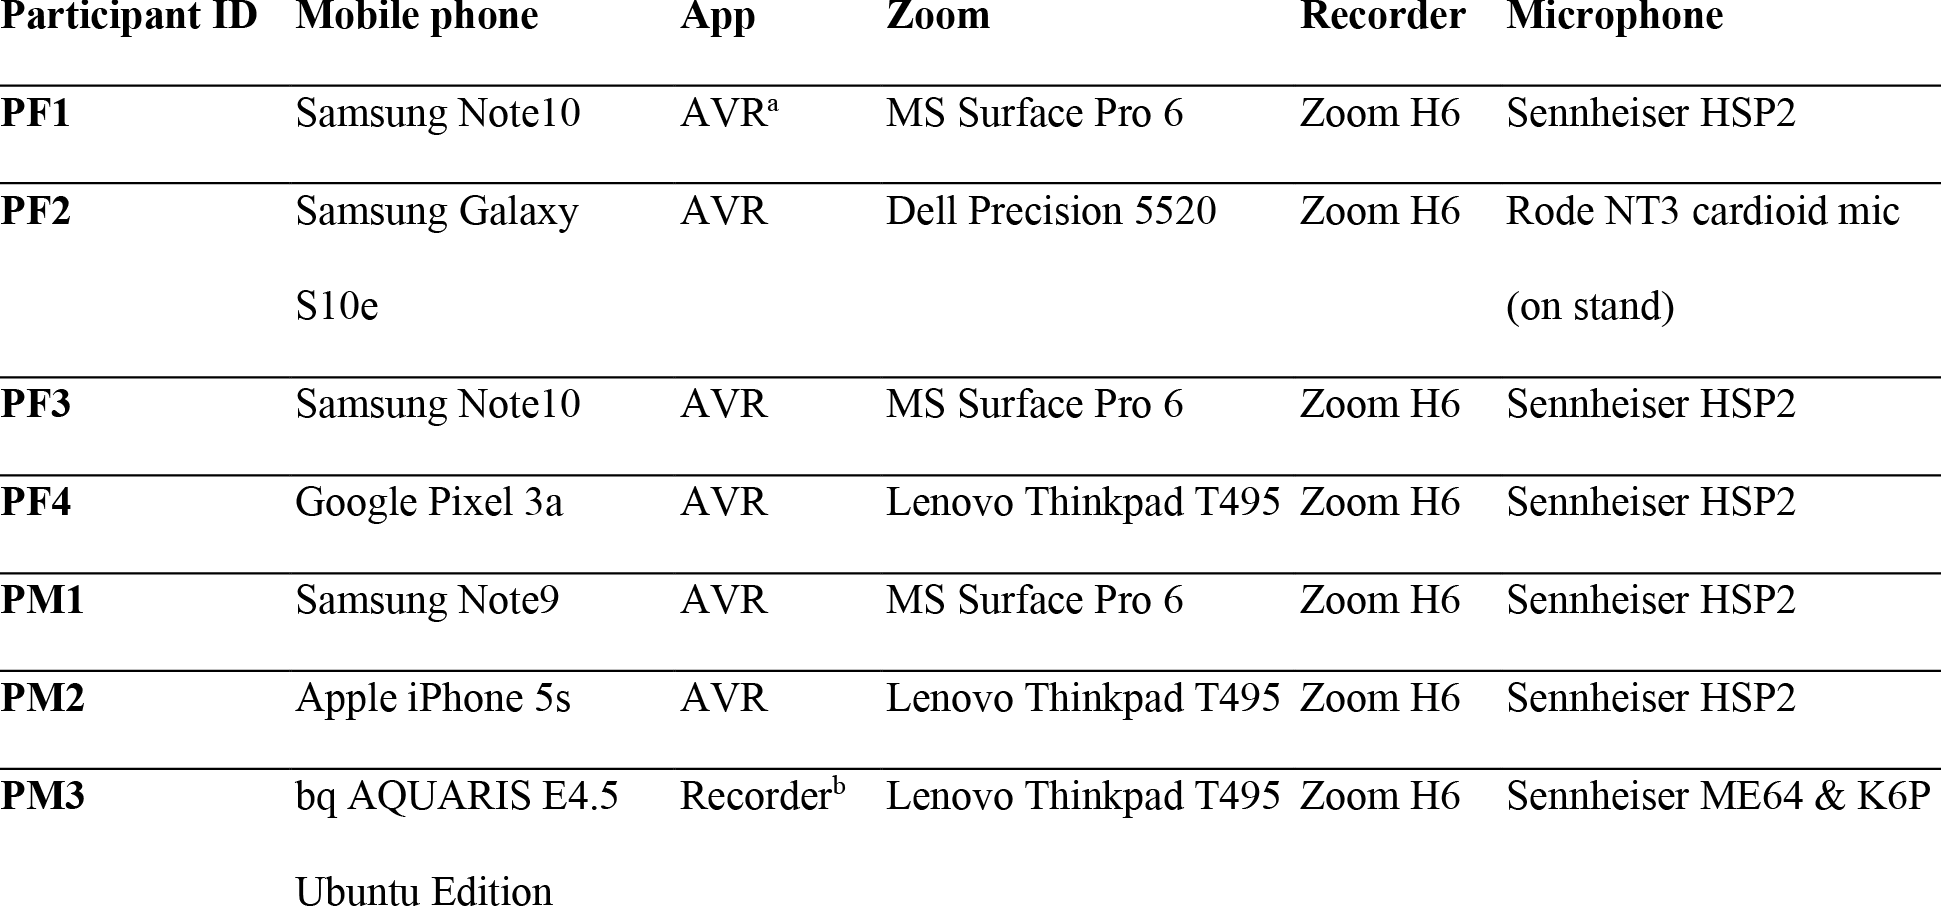 Participant ID Mobile phone App Zoom Recorder Microphone
PF1 Samsung Note10 AVRᵃ MS Surface Pro 6 Zoom H6 Sennheiser HSP2
PF2 Samsung Galaxy AVR Dell Precision 5520 Zoom H6 Rode NT3 cardioid mic
S10e (on stand)
PF3 Samsung Note10 AVR MS Surface Pro 6 Zoom H6 Sennheiser HSP2
PF4 Google Pixel 3a AVR Lenovo Thinkpad T495 Zoom H6 Sennheiser HSP2
PM1 Samsung Note9 AVR MS Surface Pro 6 Zoom H6 Sennheiser HSP2
PM2 Apple iPhone 5s AVR Lenovo Thinkpad T495 Zoom H6 Sennheiser HSP2
PM3 bq AQUARIS E4.5 Recorderᵇ Lenovo Thinkpad T495 Zoom H6 Sennheiser ME64 & K6P
Ubuntu Edition